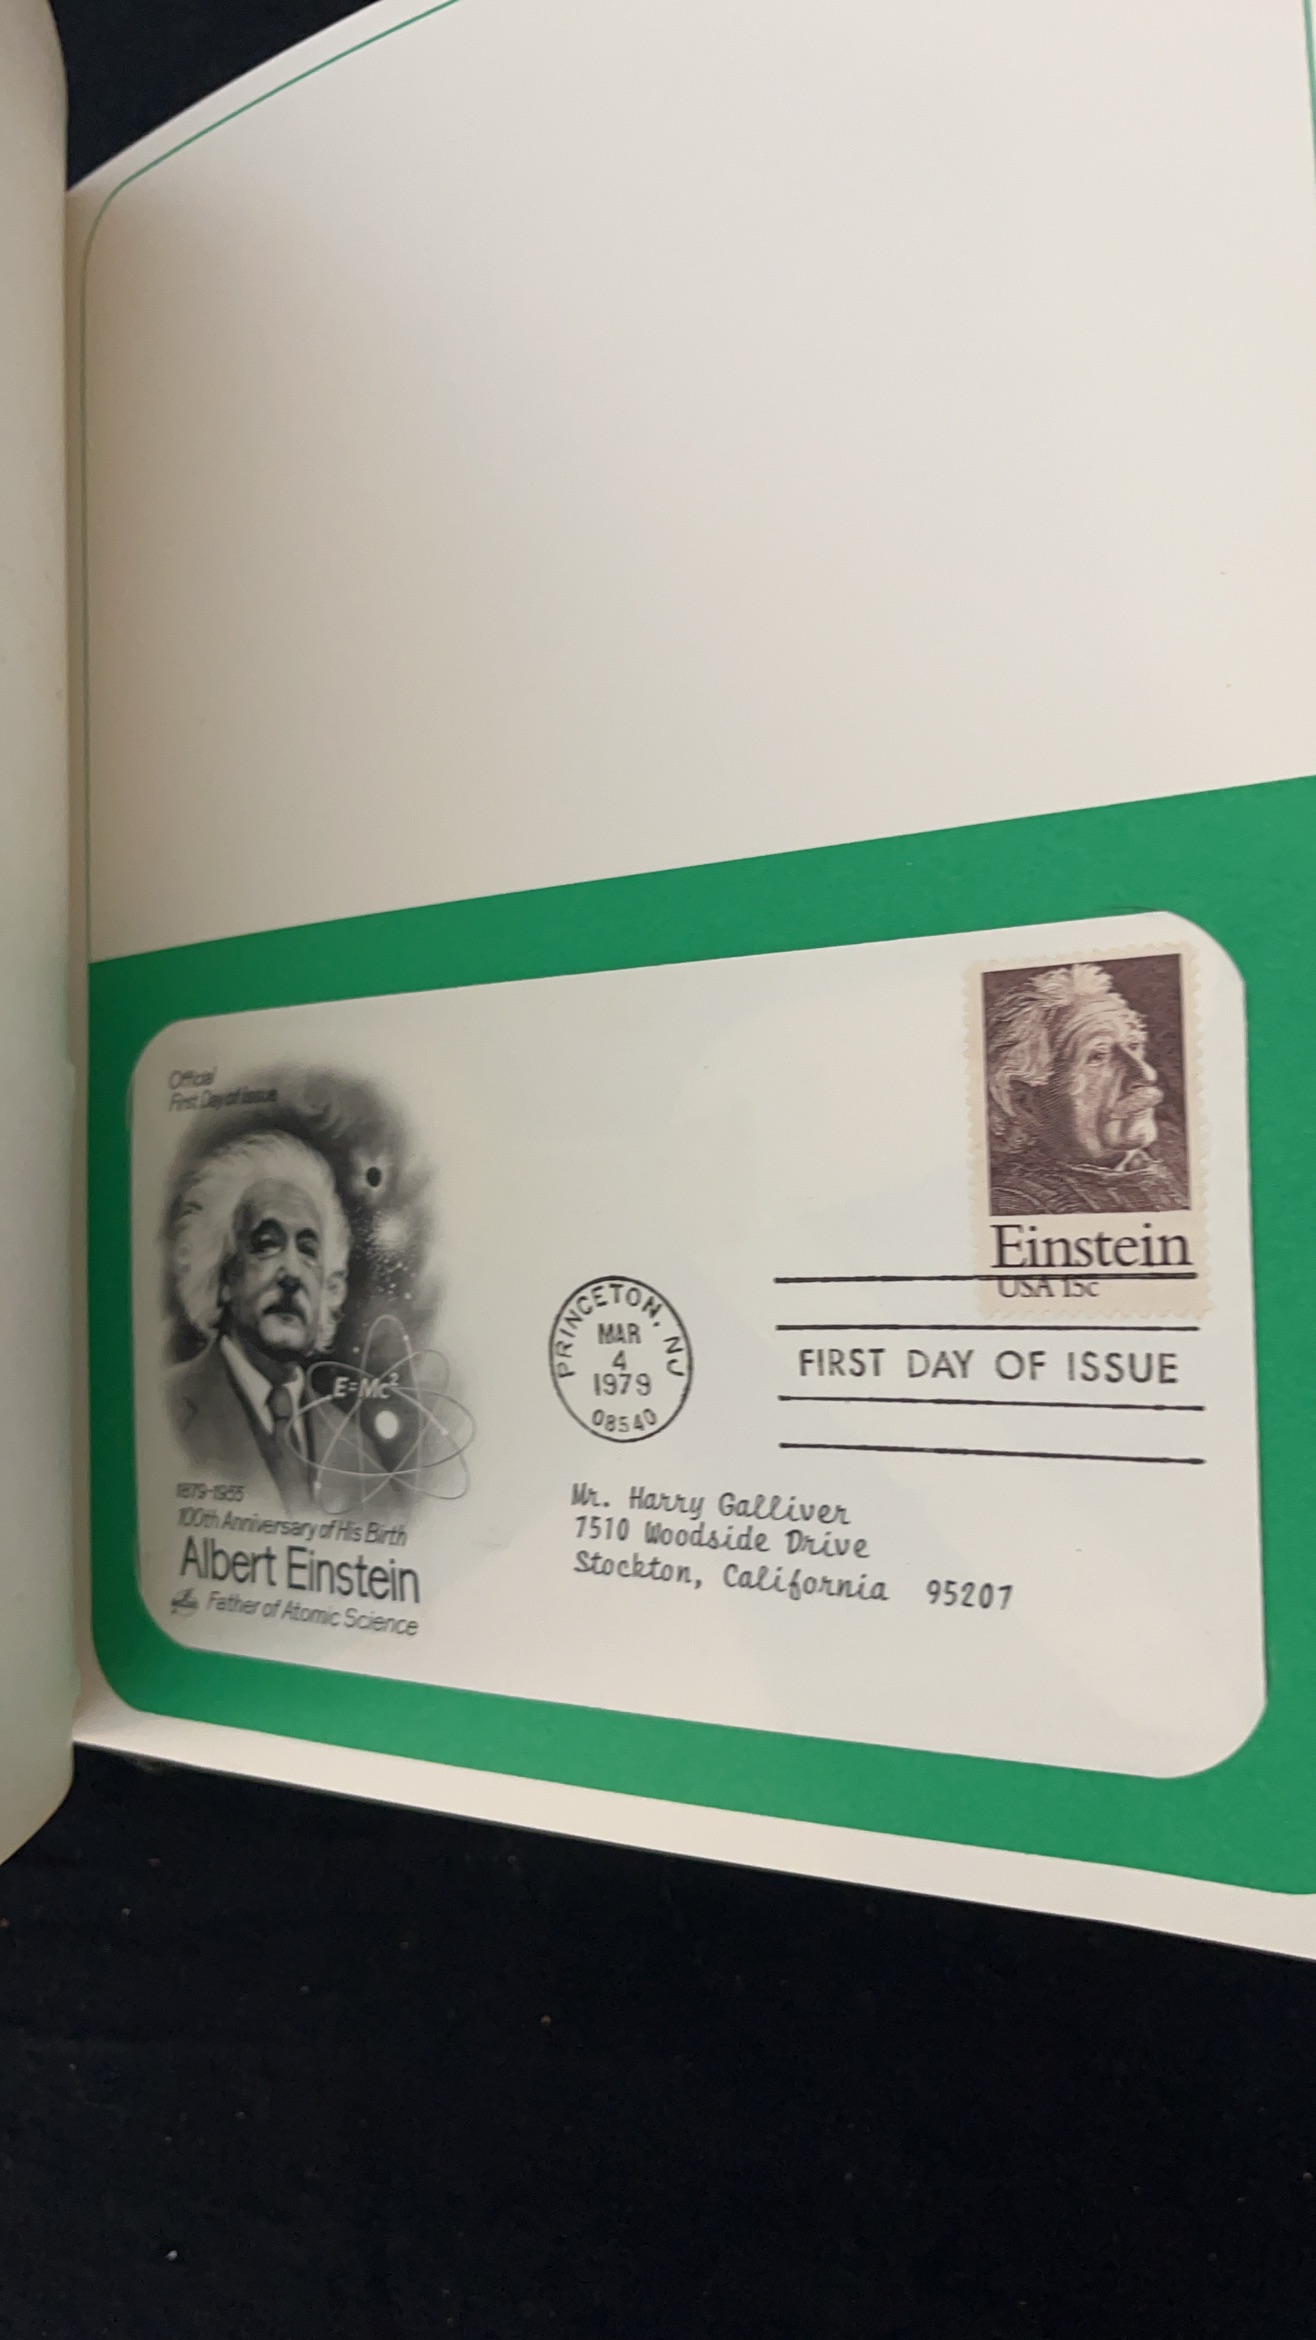 Official
First Day of Issue
Einstein
USA 15c
E=Mc²
PRINCETON, NJ
MAR
4
1979
08540
FIRST DAY OF ISSUE
1879-1955
100th Anniversary of His Birth
Albert Einstein
Father of Atomic Science
Mr. Harry Galliver
7510 Woodside Drive
Stockton, California 95207